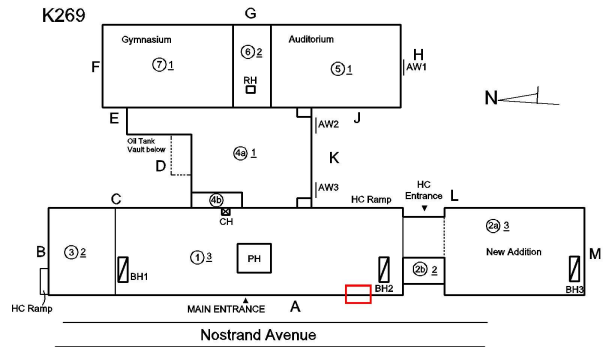 K269
G
Gymnasium
6 2
Auditorium
H
F
7 1
RH
5 1
AW1
N
E
J
AW2
Oil Tank
Vault below
D
4a 1
K
AW3
C
4b
HC Ramp
HC
Entrance
L
CH
2a 3
B
3 2
1 3
PH
New Addition
M
BH1
2b 2
BH2
BH3
HC Ramp
MAIN ENTRANCE
A
Nostrand Avenue